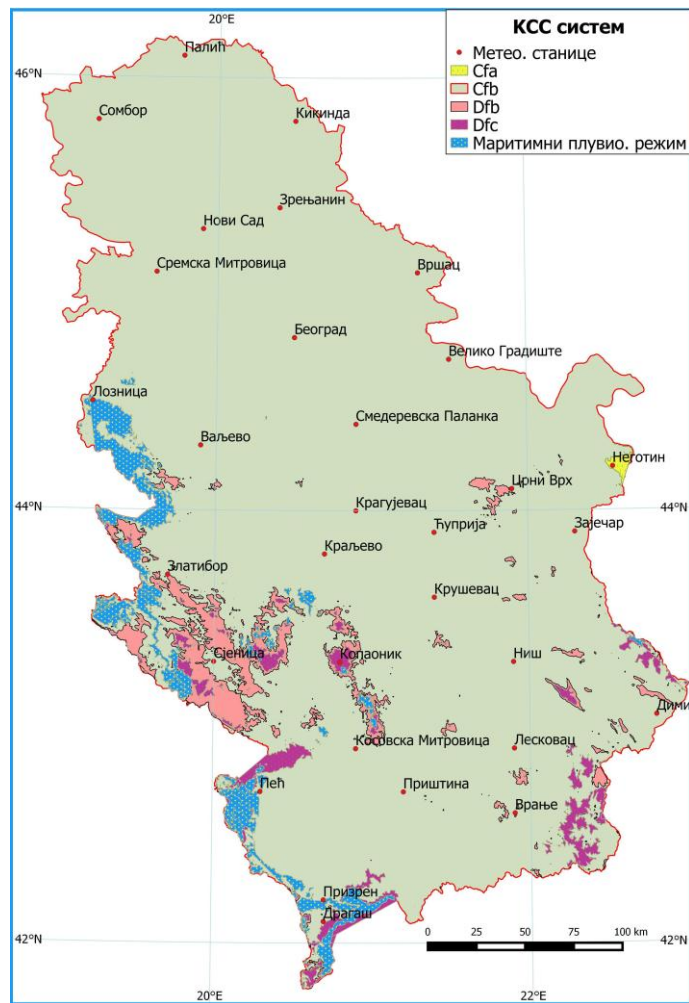 20°E
КСС систем
Метео. станице
Cfa
Cfb
Dfb
Dfc
Маритимни плувио. режим
Палић
46°N
Сомбор
Кикинда
Зрењанин
Нови Сад
Сремска Митровица
Вршац
Београд
Велико Градиште
Лозница
Смедеревска Паланка
Ваљево
Неготин
Црни Врх
44°N
Крагујевац
44°N
Ћуприја
Зајечар
Краљево
Златибор
Крушевац
Сјеница
Копаоник
Ниш
Дими
Косовска Митровица
Лесковац
Пећ
Приштина
Врање
Призрен
Драгаш
42°N
0 25 50 75 100 km
42°N
20°E
22°E